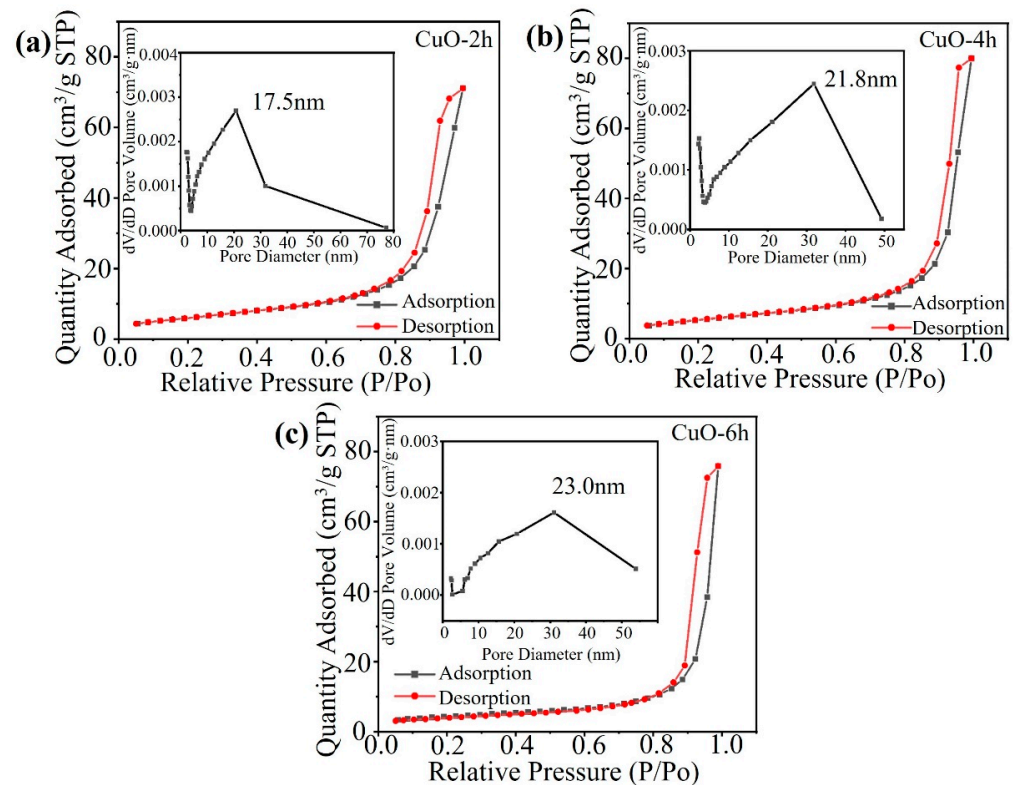 (a)
CuO-2h
Quantity Adsorbed (cm³/g STP)
80
60
40
20
0
0.0 0.2 0.4 0.6 0.8 1.0
Relative Pressure (P/Po)
Adsorption
Desorption
dV/dD Pore Volume (cm³/g·nm)
0.004
0.003
0.002
0.001
0.000
17.5nm
0 10 20 30 40 50 60 70 80
Pore Diameter (nm)
(b)
CuO-4h
Quantity Adsorbed (cm³/g STP)
80
60
40
20
0
0.0 0.2 0.4 0.6 0.8 1.0
Relative Pressure (P/Po)
Adsorption
Desorption
dV/dD Pore Volume (cm³/g·nm)
0.003
0.002
0.001
0.000
21.8nm
0 10 20 30 40 50
Pore Diameter (nm)
(c)
CuO-6h
Quantity Adsorbed (cm³/g STP)
80
60
40
20
0
0.0 0.2 0.4 0.6 0.8 1.0
Relative Pressure (P/Po)
Adsorption
Desorption
dV/dD Pore Volume (cm³/g·nm)
0.003
0.002
0.001
0.000
23.0nm
0 10 20 30 40 50
Pore Diameter (nm)